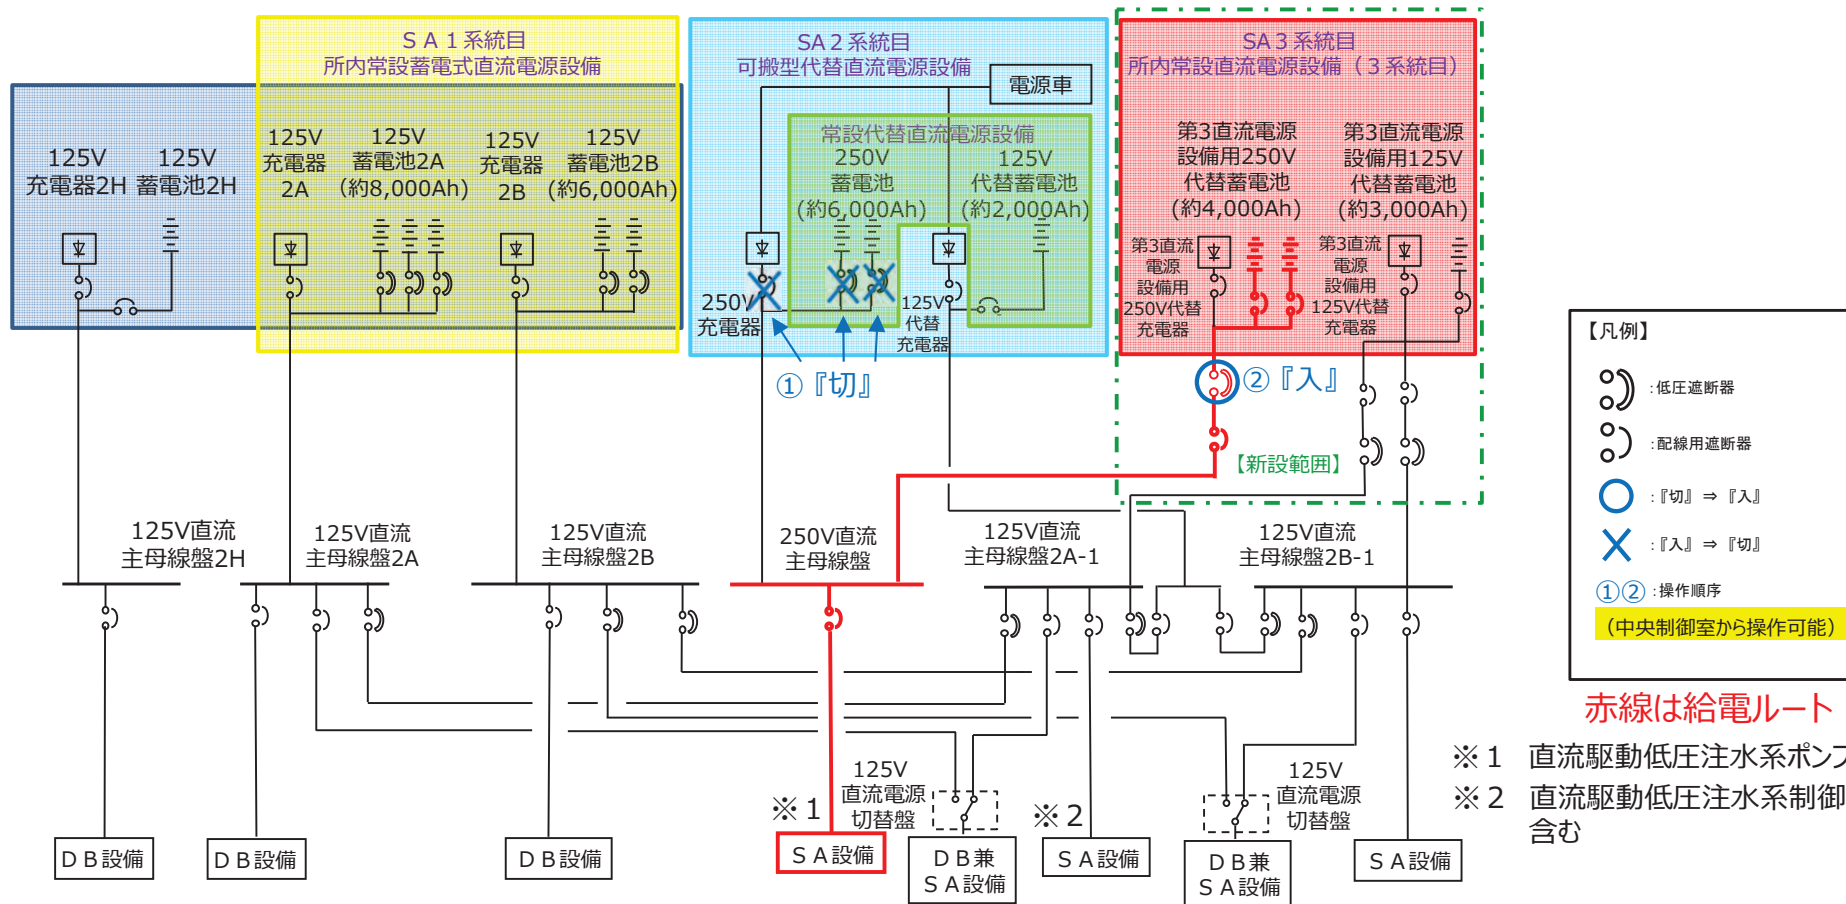 SA1系統目
所内常設蓄電式直流電源設備
SA2系統目
可搬型代替直流電源設備
電源車
SA3系統目
所内常設直流電源設備(3系統目)
125V
充電器2H
125V
蓄電池2H
125V
充電器
2A
125V
蓄電池2A
(約8,000Ah)
125V
充電器
2B
125V
蓄電池2B
(約6,000Ah)
常設代替直流電源設備
250V
蓄電池
(約6,000Ah)
125V
代替蓄電池
(約2,000Ah)
第3直流電源
設備用250V
代替蓄電池
(約4,000Ah)
第3直流電源
設備用125V
代替蓄電池
(約3,000Ah)
250V
充電器
125V
代替
充電器
第3直流
電源
設備用
250V代替
充電器
第3直流
電源
設備用
125V代替
充電器
①『切』
②『入』
【新設範囲】
125V直流
主母線盤2H
125V直流
主母線盤2A
125V直流
主母線盤2B
250V直流
主母線盤
125V直流
主母線盤2A-1
125V直流
主母線盤2B-1
※1
125V
直流電源
切替盤
※2
125V
直流電源
切替盤
DB設備
DB設備
DB設備
SA設備
DB兼
SA設備
SA設備
DB兼
SA設備
SA設備
【凡例】
:低圧遮断器
:配線用遮断器
:『切』⇒『入』
:『入』⇒『切』
①②:操作順序
(中央制御室から操作可能)
赤線は給電ルート
※1 直流駆動低圧注水系ポンプ
※2 直流駆動低圧注水系制御
含む